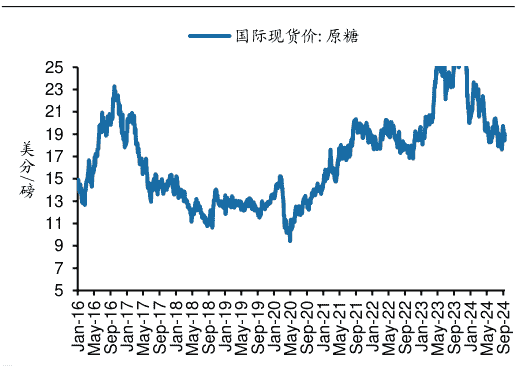 国际现货价: 原糖
美分/磅
25
23
21
19
17
15
13
11
9
7
5
Jan-16
May-16
Sep-16
Jan-17
May-17
Sep-17
Jan-18
May-18
Sep-18
Jan-19
May-19
Sep-19
Jan-20
May-20
Sep-20
Jan-21
May-21
Sep-21
Jan-22
May-22
Sep-22
Jan-23
May-23
Sep-23
Jan-24
May-24
Sep-24